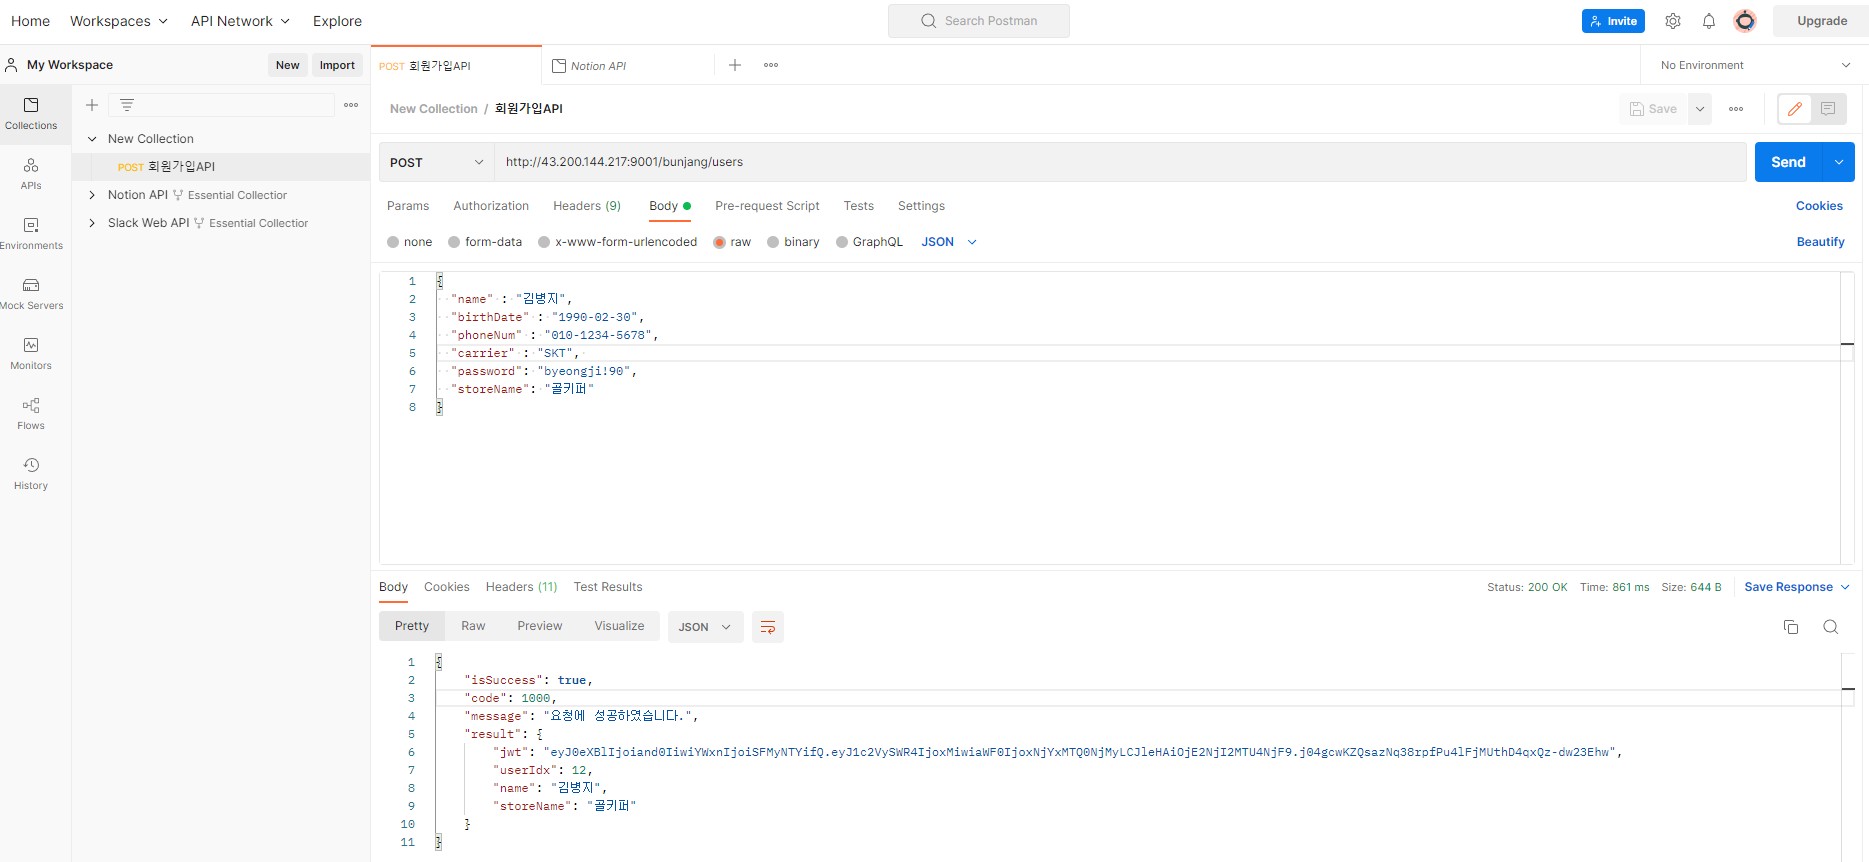 Home Workspaces API Network Explore Search Postman Invite Upgrade
My Workspace New Import POST 회원가입API Notion API No Environment
Collections
APIs
Environments
Mock Servers
Monitors
Flows
History
New Collection
POST 회원가입API
Notion API Essential Collectior
Slack Web API Essential Collectior
New Collection / 회원가입API Save
POST http://43.200.144.217:9001/bunjang/users Send
Params Authorization Headers (9) Body Pre-request Script Tests Settings Cookies
none form-data x-www-form-urlencoded raw binary GraphQL JSON Beautify
1 {
2 "name" : "김병지",
3 "birthDate" : "1990-02-30",
4 "phoneNum" : "010-1234-5678",
5 "carrier" : "SKT",
6 "password": "byeongji!90",
7 "storeName": "골키퍼"
8 }
Body Cookies Headers (11) Test Results Status: 200 OK Time: 861 ms Size: 644 B Save Response
Pretty Raw Preview Visualize JSON
1 {
2 "isSuccess": true,
3 "code": 1000,
4 "message": "요청에 성공하였습니다.",
5 "result": {
6 "jwt": "eyJ0eXBlIjoiand0IiwiYWxnIjoiSFMyNTYifQ.eyJ1c2VySWR4IjoxMiwiaWF0IjoxNjYxMTQ0NjMyLCJleHAiOjE2NjI2MTU4NjF9.j04gcwKZQsazNq38rpfPu4lFjMUthD4qxQz-dw23Ehw",
7 "userIdx": 12,
8 "name": "김병지",
9 "storeName": "골키퍼"
10 }
11 }